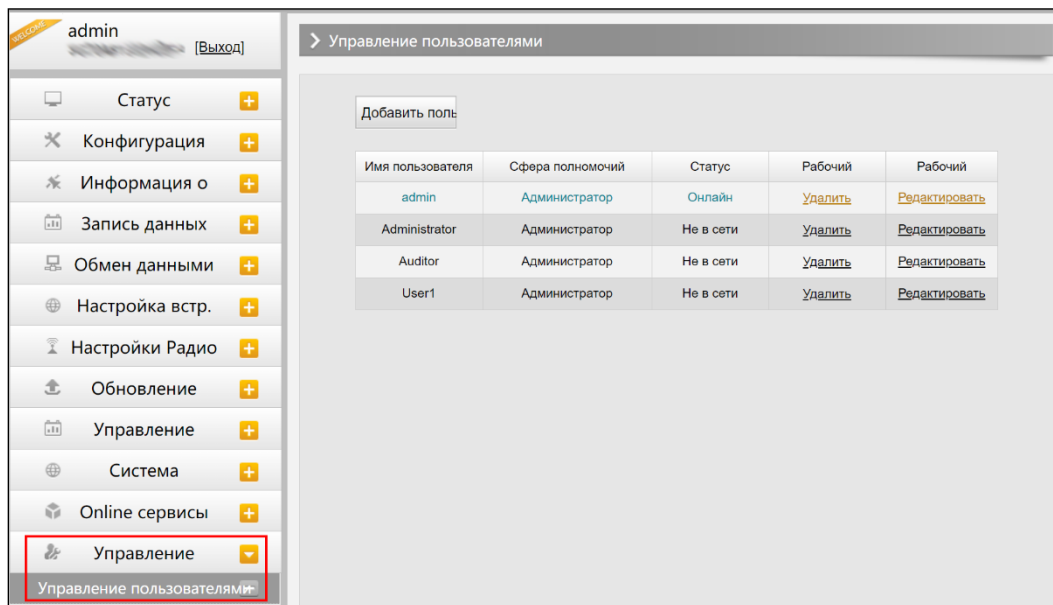 WELCOME
admin
[Выход]
Статус
Конфигурация
Информация о
Запись данных
Обмен данными
Настройка встр.
Настройки Радио
Обновление
Управление
Система
Online сервисы
Управление
Управление пользователями
Управление пользователями
Добавить поль
Имя пользователя Сфера полномочий Статус Рабочий Рабочий
admin Администратор Онлайн Удалить Редактировать
Administrator Администратор Не в сети Удалить Редактировать
Auditor Администратор Не в сети Удалить Редактировать
User1 Администратор Не в сети Удалить Редактировать